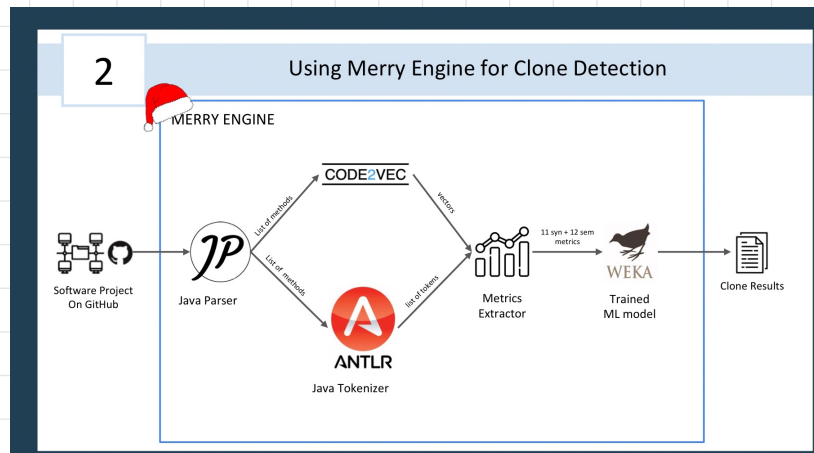 2
Using Merry Engine for Clone Detection
MERRY ENGINE
CODE2VEC
List of methods
vectors
JP
Java Parser
Software Project
On GitHub
List of methods
list of tokens
11 syn + 12 sem
metrics
Metrics
Extractor
WEKA
Trained
ML model
Clone Results
ANTLR
Java Tokenizer